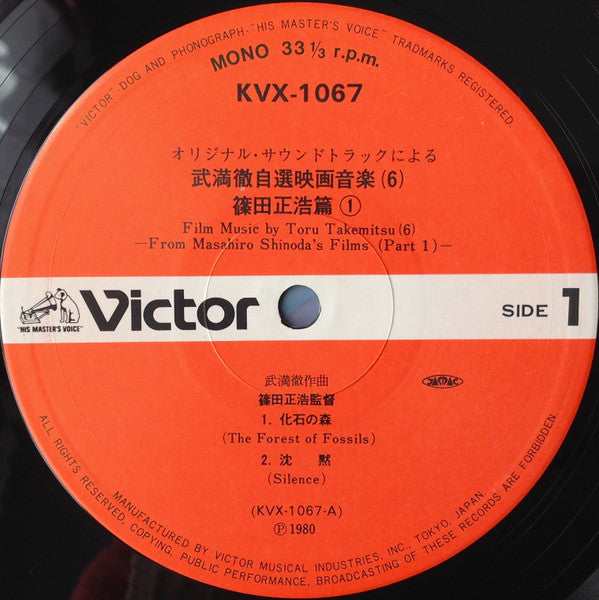 "VICTOR"-DOG AND PHONOGRAPH·"HIS MASTER'S VOICE" TRADMARKS REGISTERED.
MONO 33 1/3 r.p.m.
KVX-1067
オリジナル・サウンドトラックによる
武満徹自選映画音楽(6)
篠田正浩篇①
Film Music by Toru Takemitsu(6)
—From Masahiro Shinoda's Films (Part 1)—
"HIS MASTER'S VOICE"
Victor
SIDE 1
武満徹作曲
JASRAC
篠田正浩監督
1. 化石の森
(The Forest of Fossils)
2. 沈 黙
(Silence)
(KVX-1067-A)
Ⓟ 1980
MANUFACTURED BY VICTOR MUSICAL INDUSTRIES, INC., TOKYO, JAPAN.
ALL RIGHTS RESERVED, COPYING, PUBLIC PERFORMANCE, BROADCASTING OF THESE RECORDS ARE FORBIDDEN.